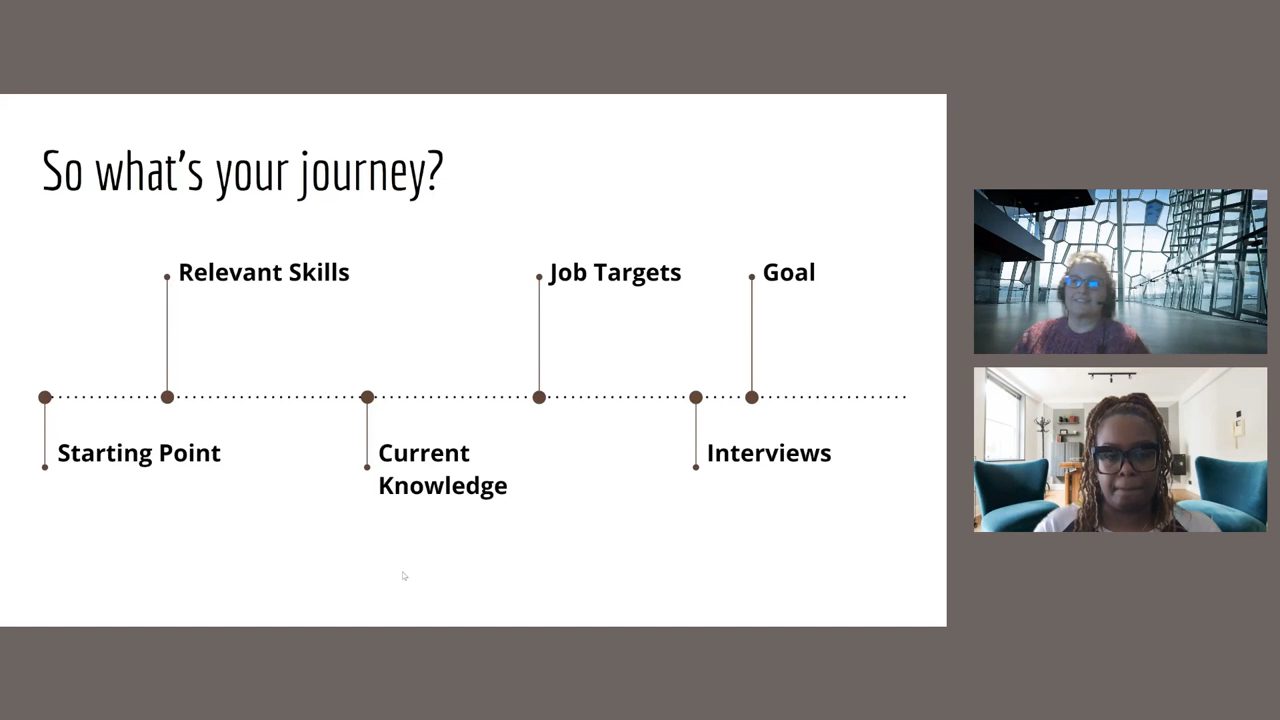 So what's your journey?
Relevant Skills
Job Targets
Goal
Starting Point
Current
Knowledge
Interviews